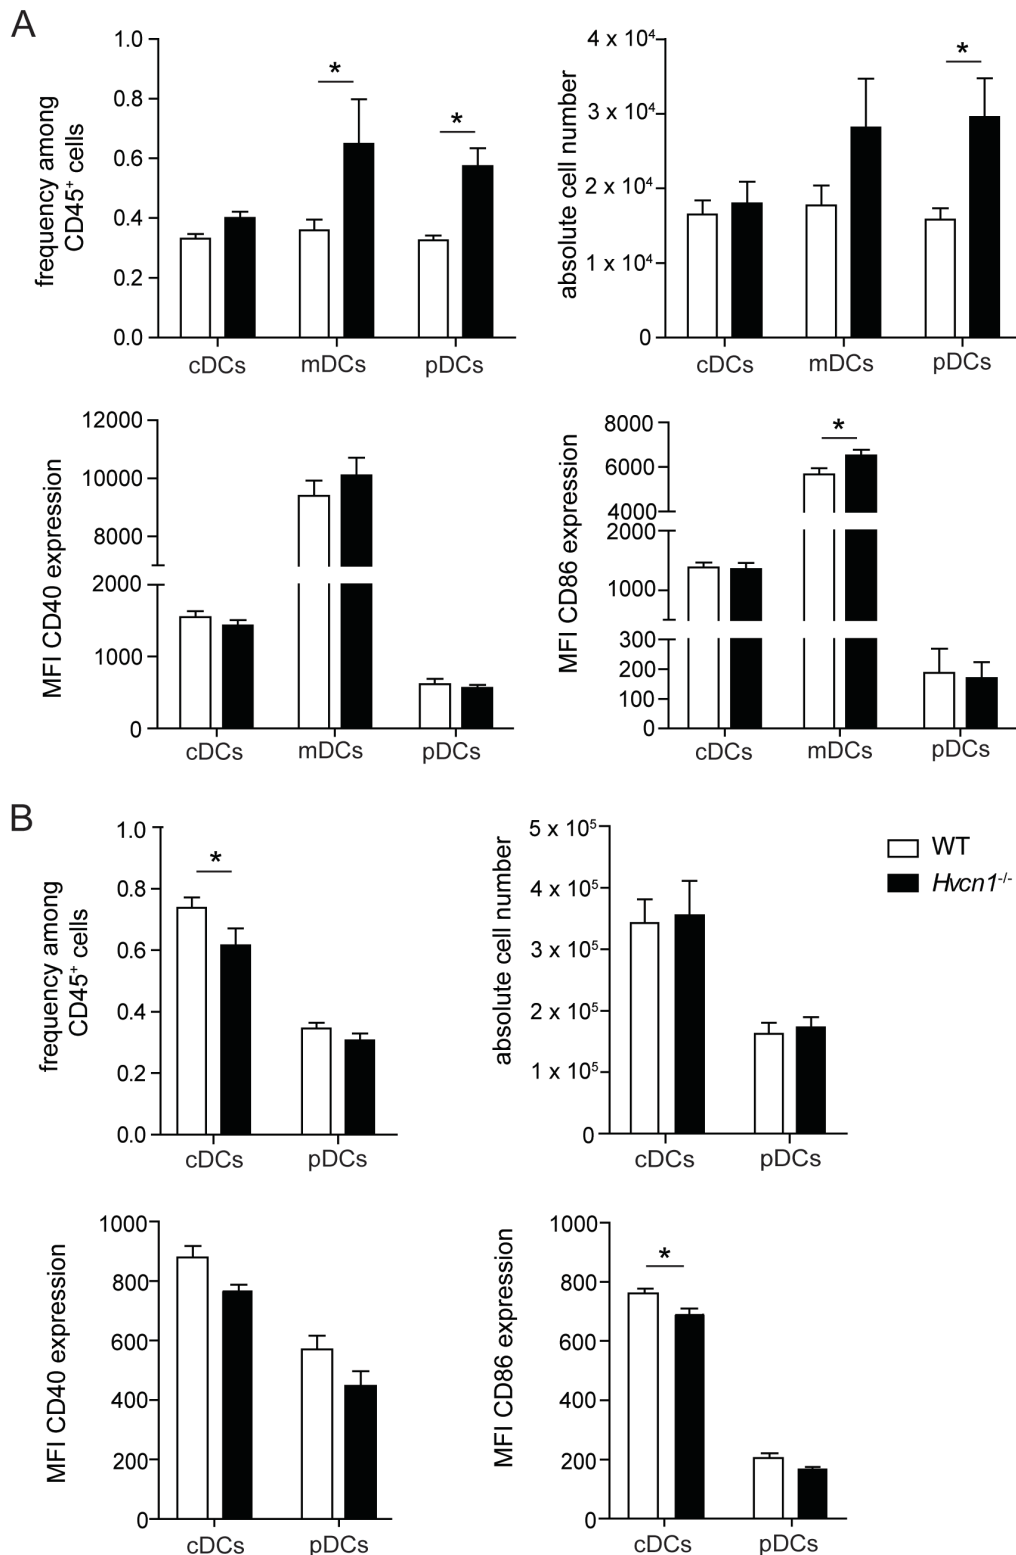 A
frequency among
CD45⁺ cells
1.0
0.8
0.6
0.4
0.2
0.0
*
*
cDCs
mDCs
pDCs
absolute cell number
4 x 10⁴
3 x 10⁴
2 x 10⁴
1 x 10⁴
0
*
cDCs
mDCs
pDCs
MFI CD40 expression
12000
10000
8000
2000
1000
0
cDCs
mDCs
pDCs
MFI CD86 expression
8000
6000
4000
2000
1000
300
200
100
0
*
cDCs
mDCs
pDCs
B
frequency among
CD45⁺ cells
1.0
0.8
0.6
0.4
0.2
0.0
*
cDCs
pDCs
absolute cell number
5 x 10⁵
4 x 10⁵
3 x 10⁵
2 x 10⁵
1 x 10⁵
0
cDCs
pDCs
WT
Hvcn1⁻/⁻
MFI CD40 expression
1000
800
600
400
200
0
cDCs
pDCs
MFI CD86 expression
1000
800
600
400
200
0
*
cDCs
pDCs